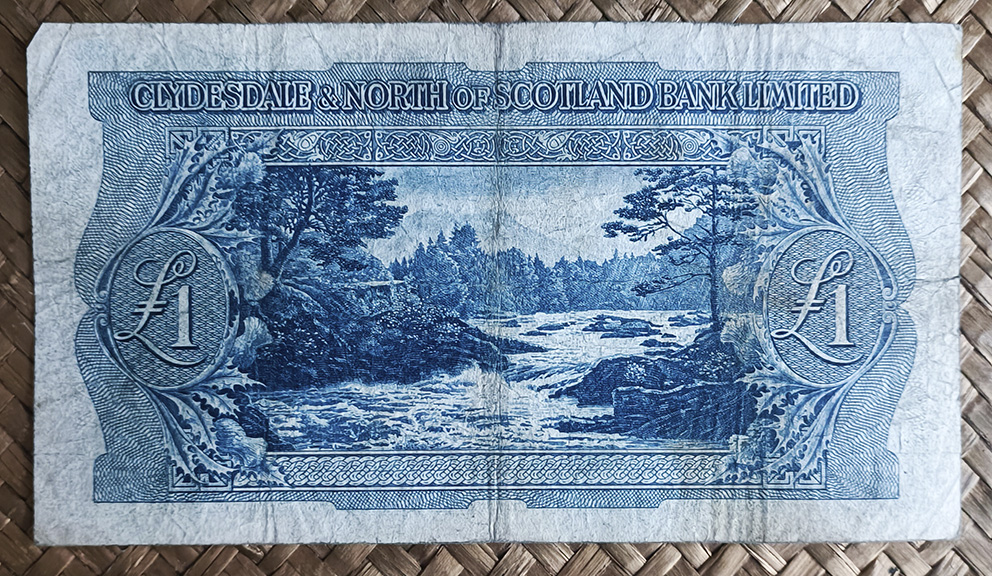 CLYDESDALE & NORTH OF SCOTLAND BANK LIMITED
£1 £1